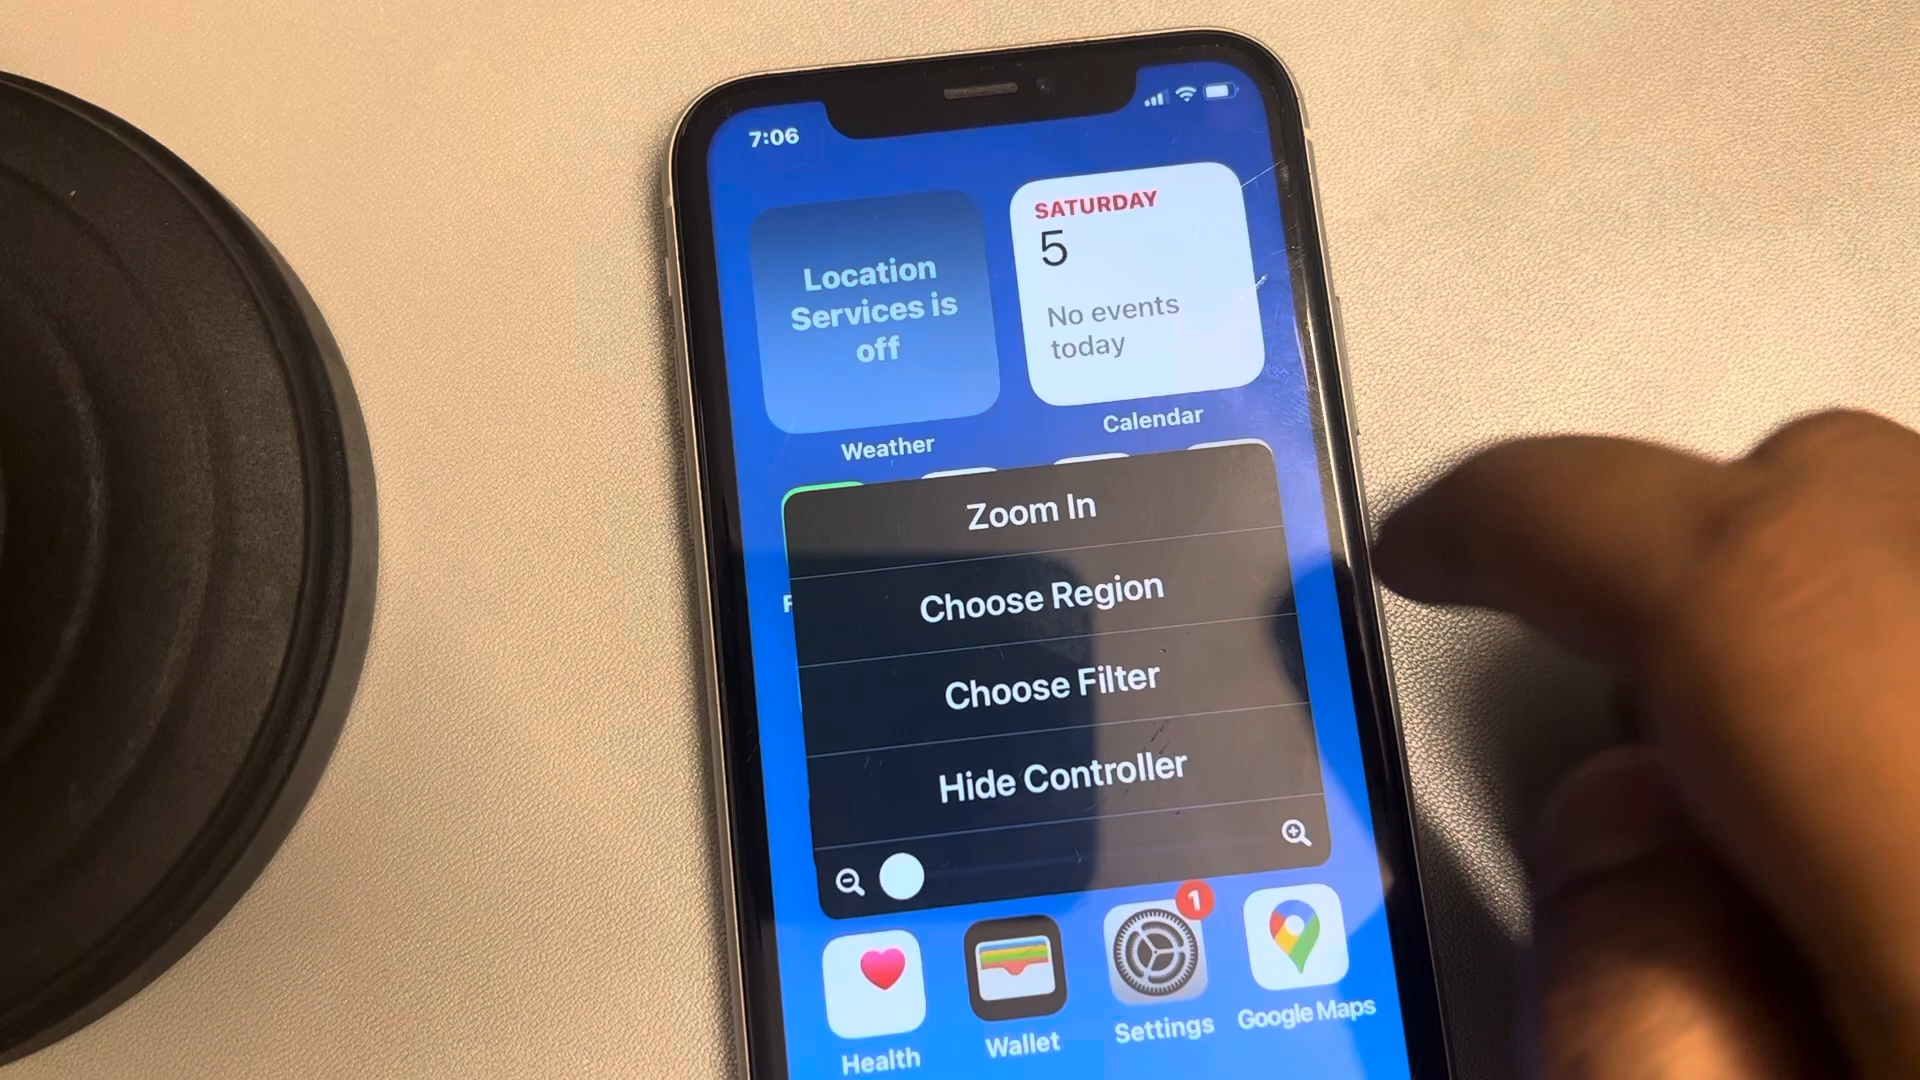 7:06
Location
Services is
off
Weather
SATURDAY
5
No events
today
Calendar
Zoom In
Choose Region
Choose Filter
Hide Controller
F
1
Health
Wallet
Settings
Google Maps